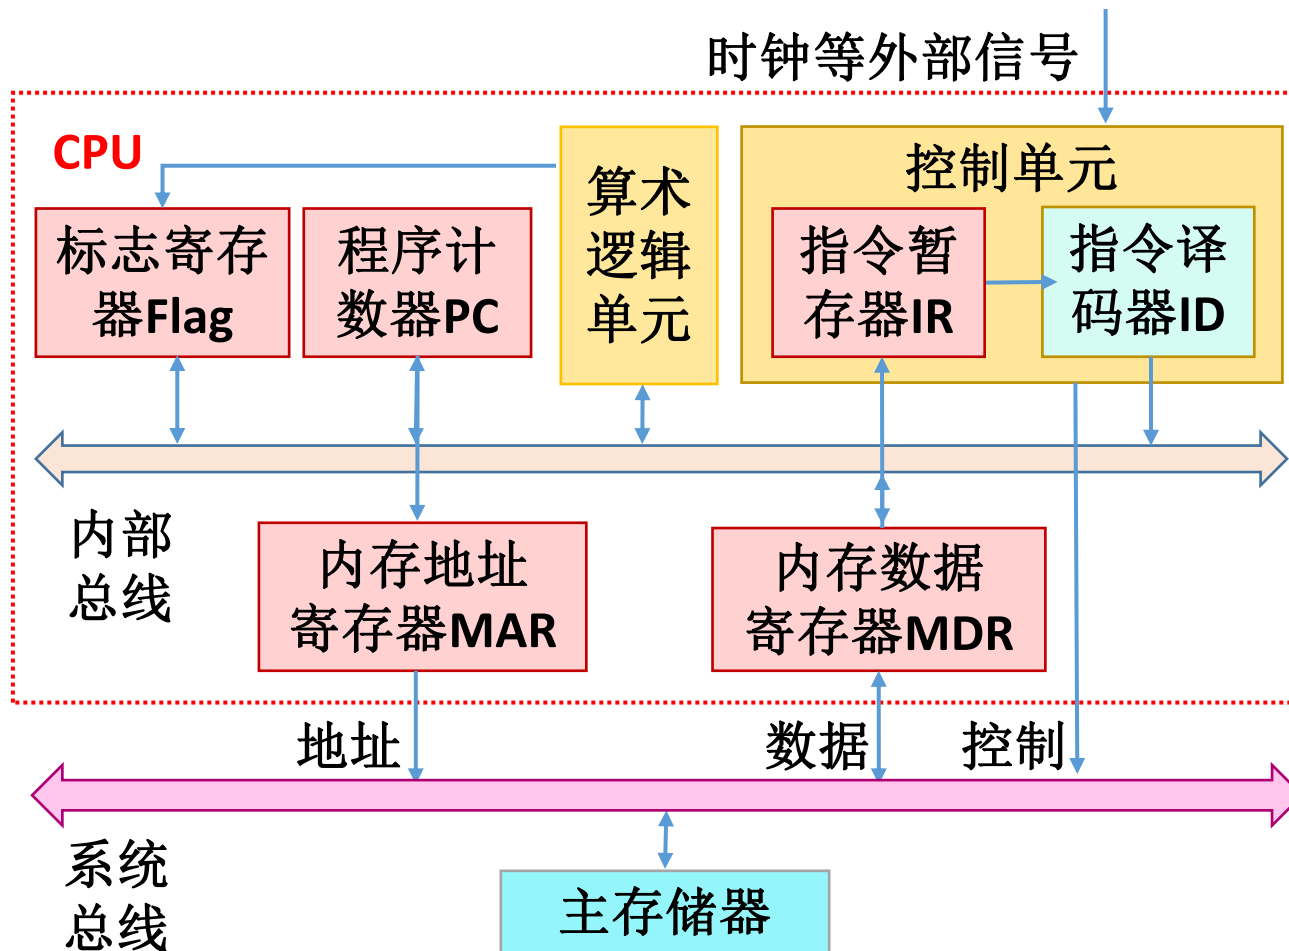 时钟等外部信号
CPU
标志寄存
器Flag
程序计
数器PC
算术
逻辑
单元
控制单元
指令暂
存器IR
指令译
码器ID
内部
总线
内存地址
寄存器MAR
内存数据
寄存器MDR
地址
数据
控制
系统
总线
主存储器